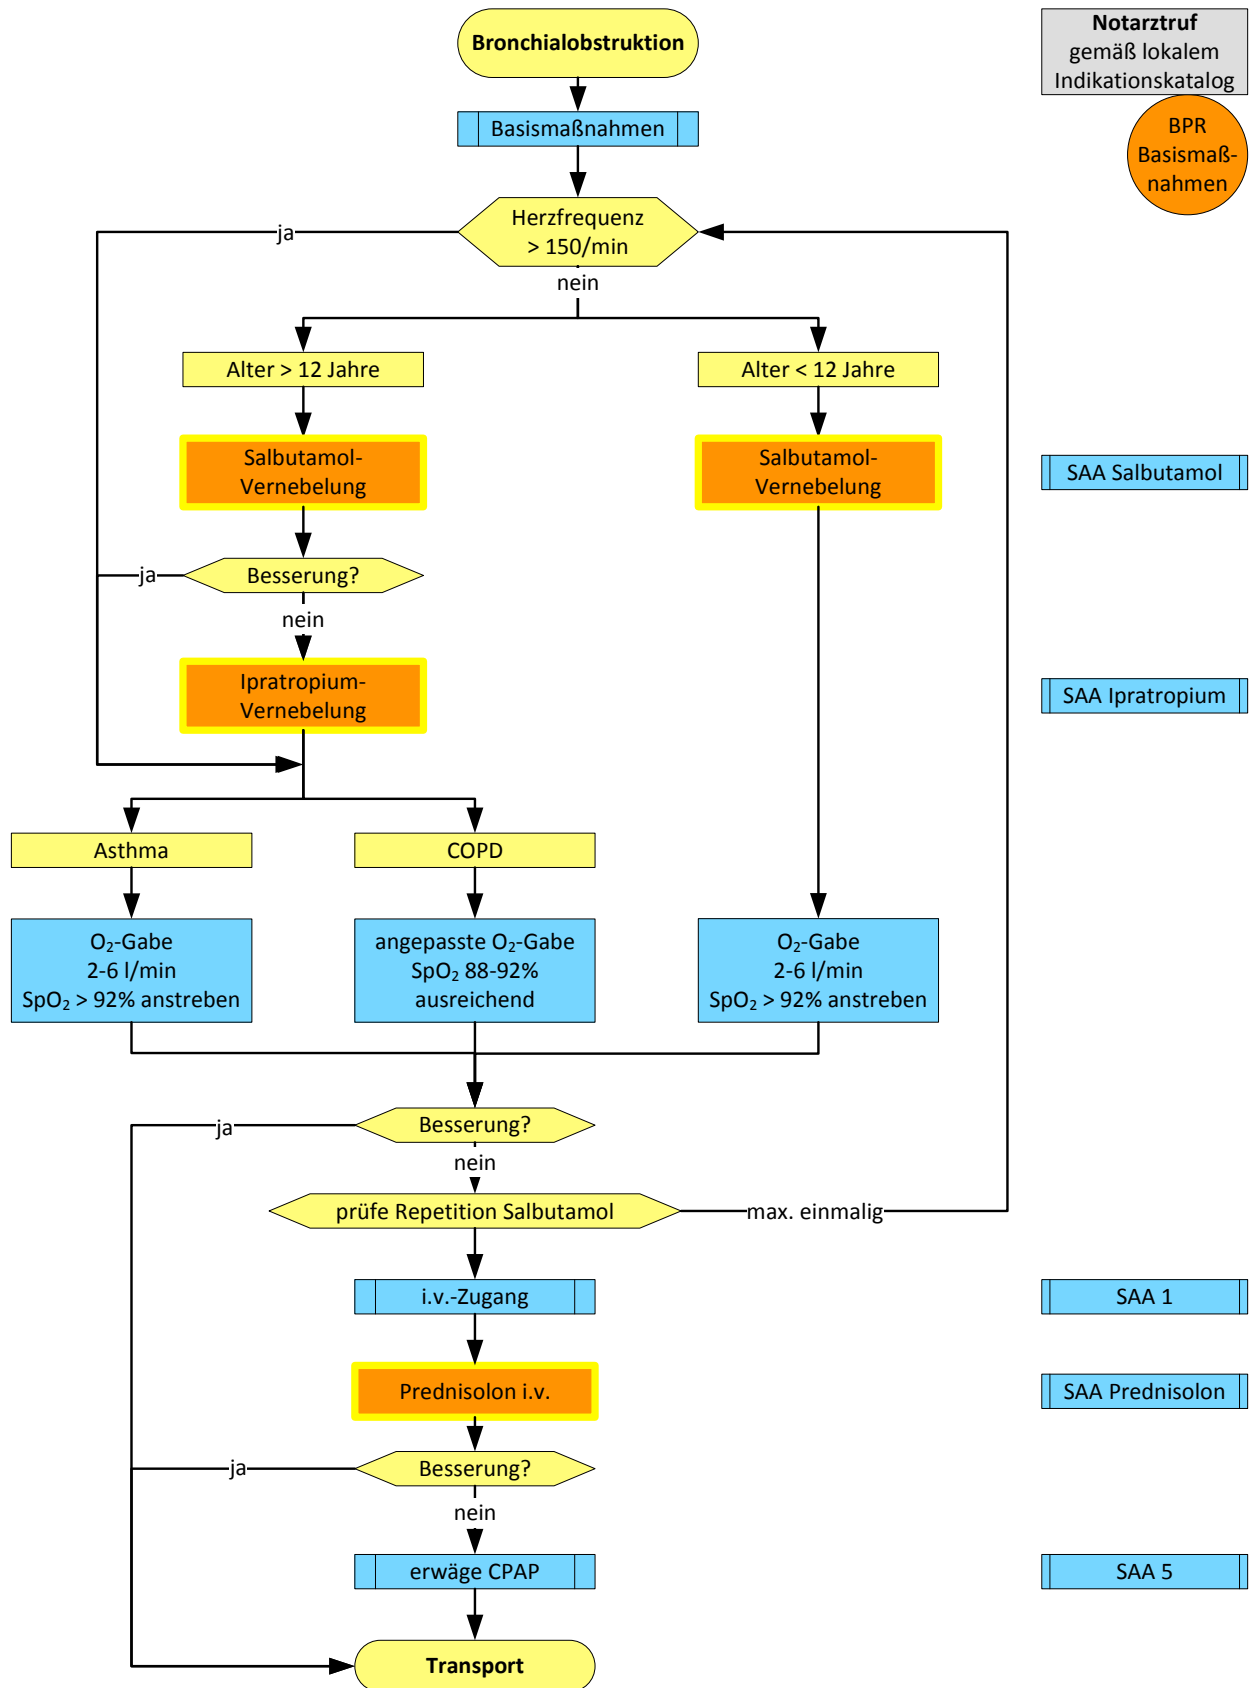 Bronchialobstruktion
Notarztruf
gemäß lokalem
Indikationskatalog
Basismaßnahmen
BPR
Basismaß-
nahmen
Herzfrequenz
> 150/min
ja
nein
Alter > 12 Jahre
Alter < 12 Jahre
Salbutamol-
Vernebelung
Salbutamol-
Vernebelung
SAA Salbutamol
Besserung?
ja
nein
Ipratropium-
Vernebelung
SAA Ipratropium
Asthma
COPD
O₂-Gabe
2-6 l/min
SpO₂ > 92% anstreben
angepasste O₂-Gabe
SpO₂ 88-92%
ausreichend
O₂-Gabe
2-6 l/min
SpO₂ > 92% anstreben
Besserung?
ja
nein
prüfe Repetition Salbutamol
max. einmalig
i.v.-Zugang
SAA 1
Prednisolon i.v.
SAA Prednisolon
Besserung?
ja
nein
erwäge CPAP
SAA 5
Transport